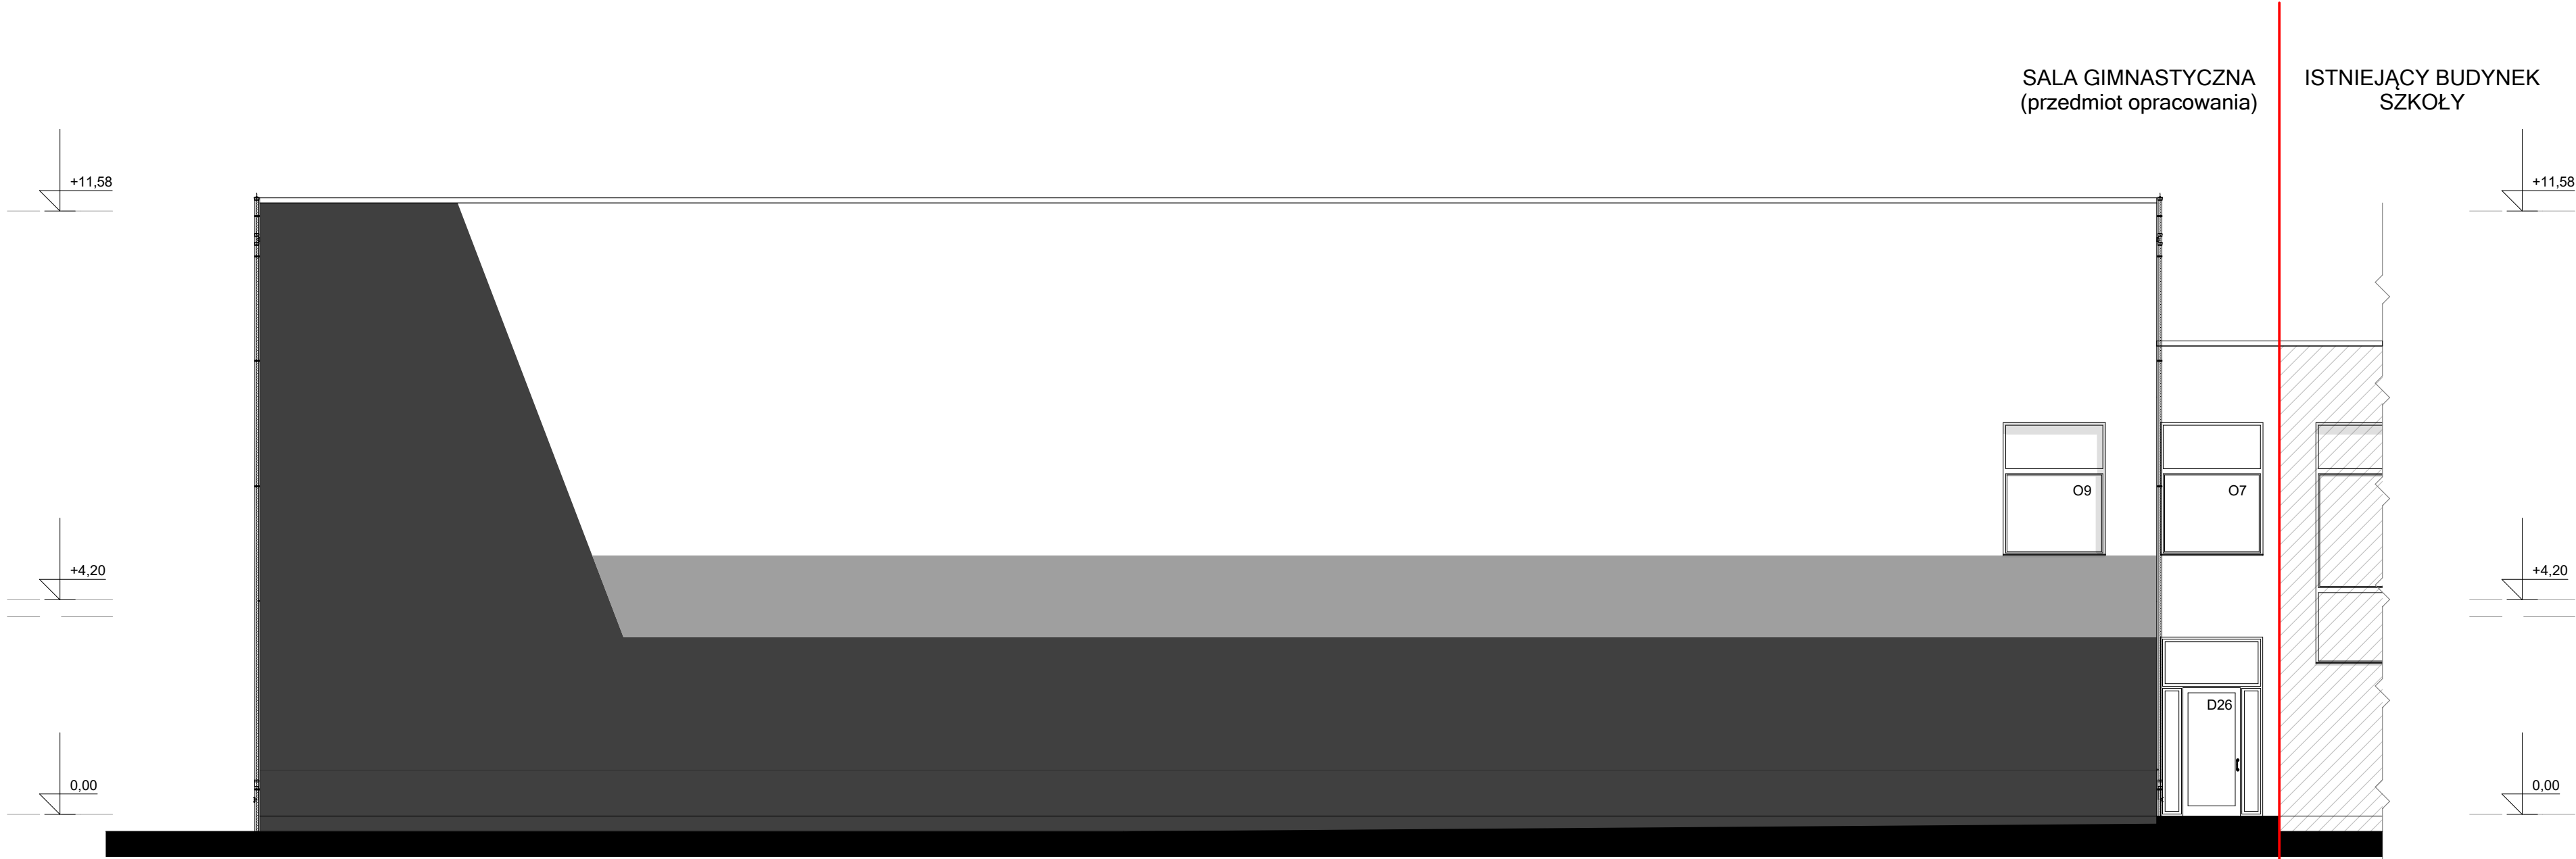 SALA GIMNASTYCZNA
(przedmiot opracowania)
ISTNIEJĄCY BUDYNEK
SZKOŁY
+11,58
+11,58
O9
O7
+4,20
+4,20
D26
0,00
0,00